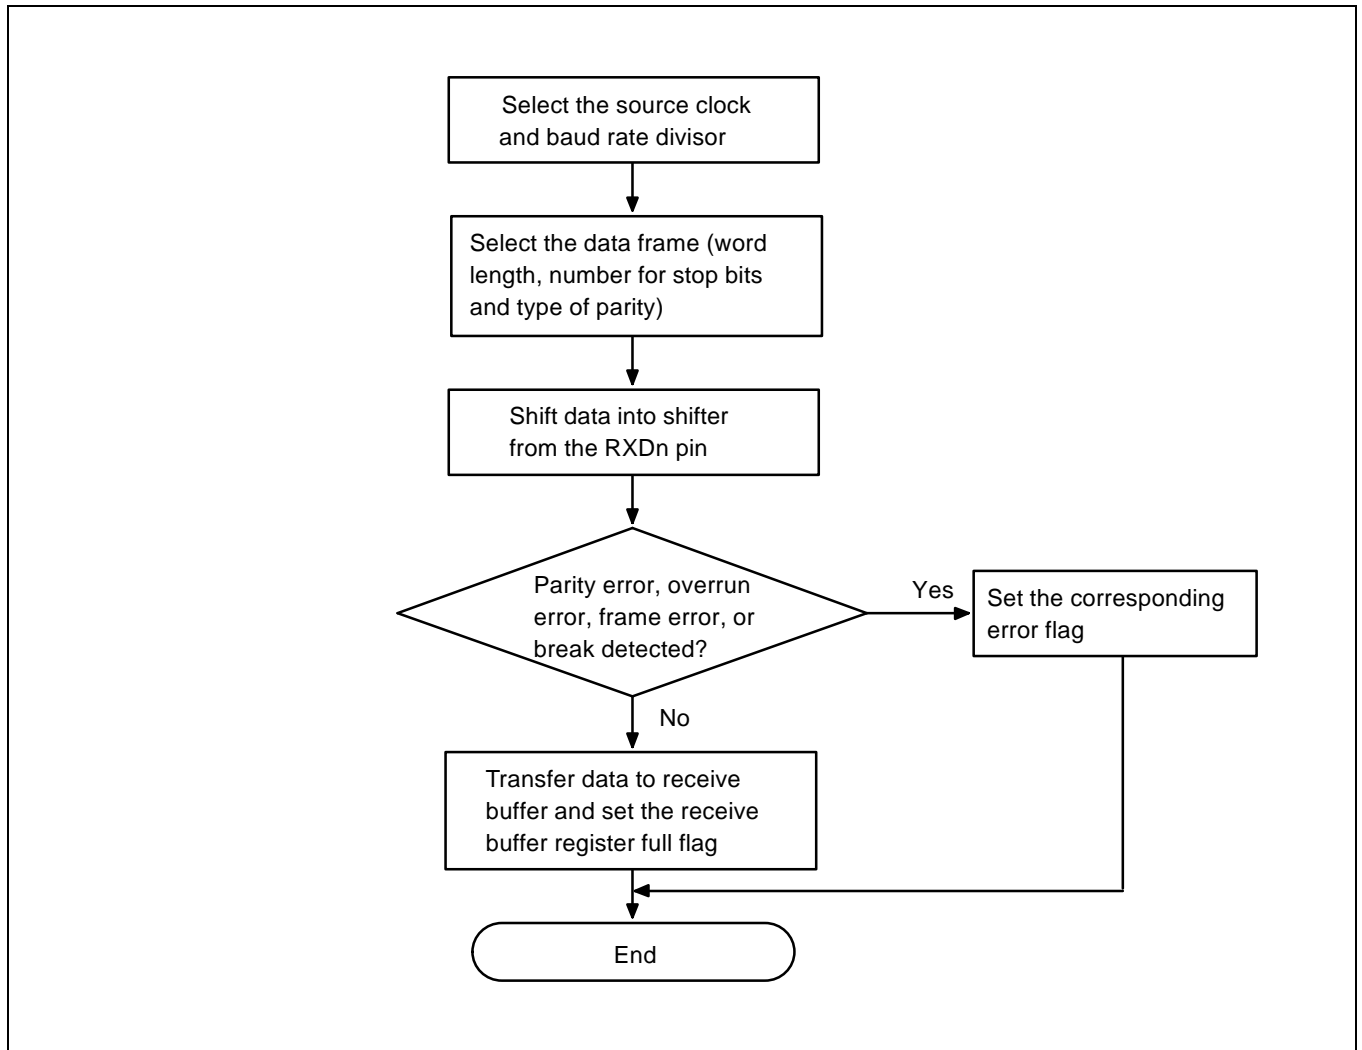 Select the source clock
and baud rate divisor
Select the data frame (word
length, number for stop bits
and type of parity)
Shift data into shifter
from the RXDn pin
Parity error, overrun
error, frame error, or
break detected?
Yes
Set the corresponding
error flag
No
Transfer data to receive
buffer and set the receive
buffer register full flag
End